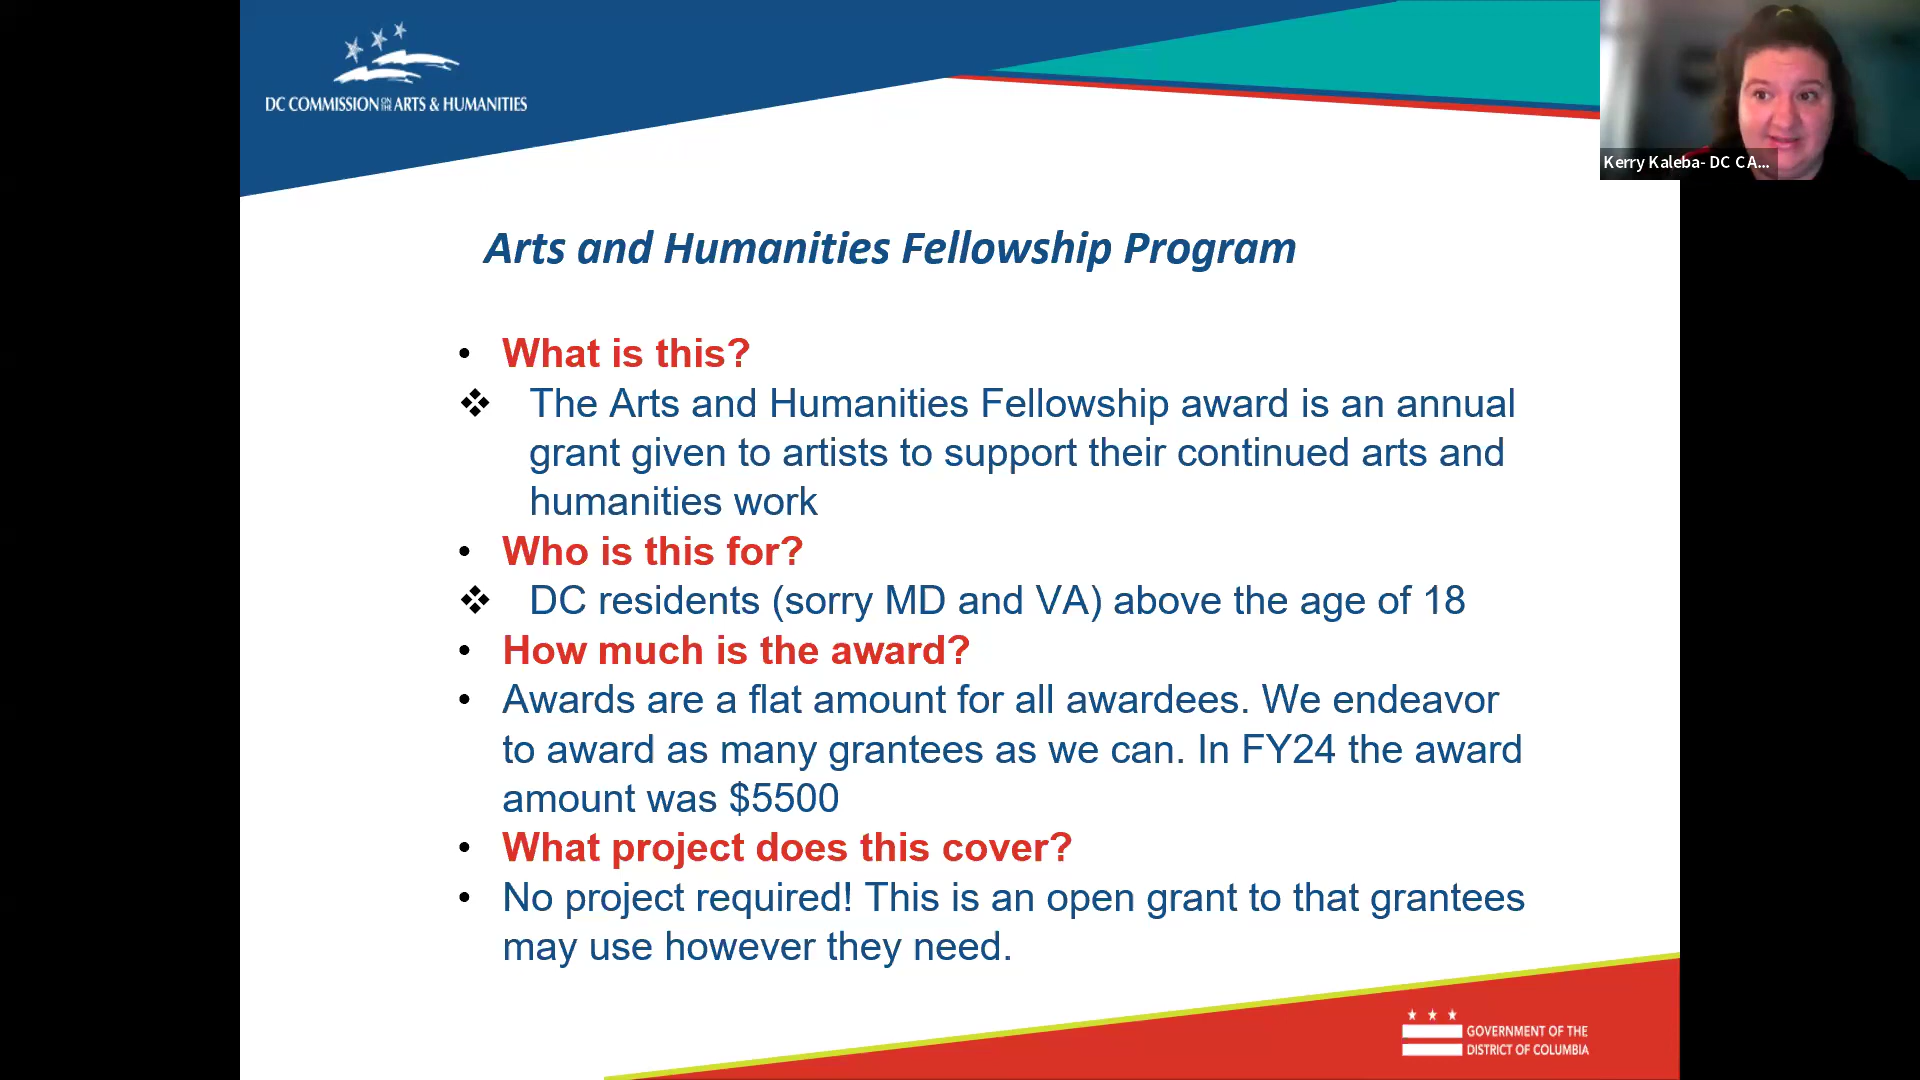 DC COMMISSION ON THE ARTS & HUMANITIES
Kerry Kaleba- DC CA...
Arts and Humanities Fellowship Program
• What is this?
❖ The Arts and Humanities Fellowship award is an annual
grant given to artists to support their continued arts and
humanities work
• Who is this for?
❖ DC residents (sorry MD and VA) above the age of 18
• How much is the award?
• Awards are a flat amount for all awardees. We endeavor
to award as many grantees as we can. In FY24 the award
amount was $5500
• What project does this cover?
• No project required! This is an open grant to that grantees
may use however they need.
GOVERNMENT OF THE
DISTRICT OF COLUMBIA